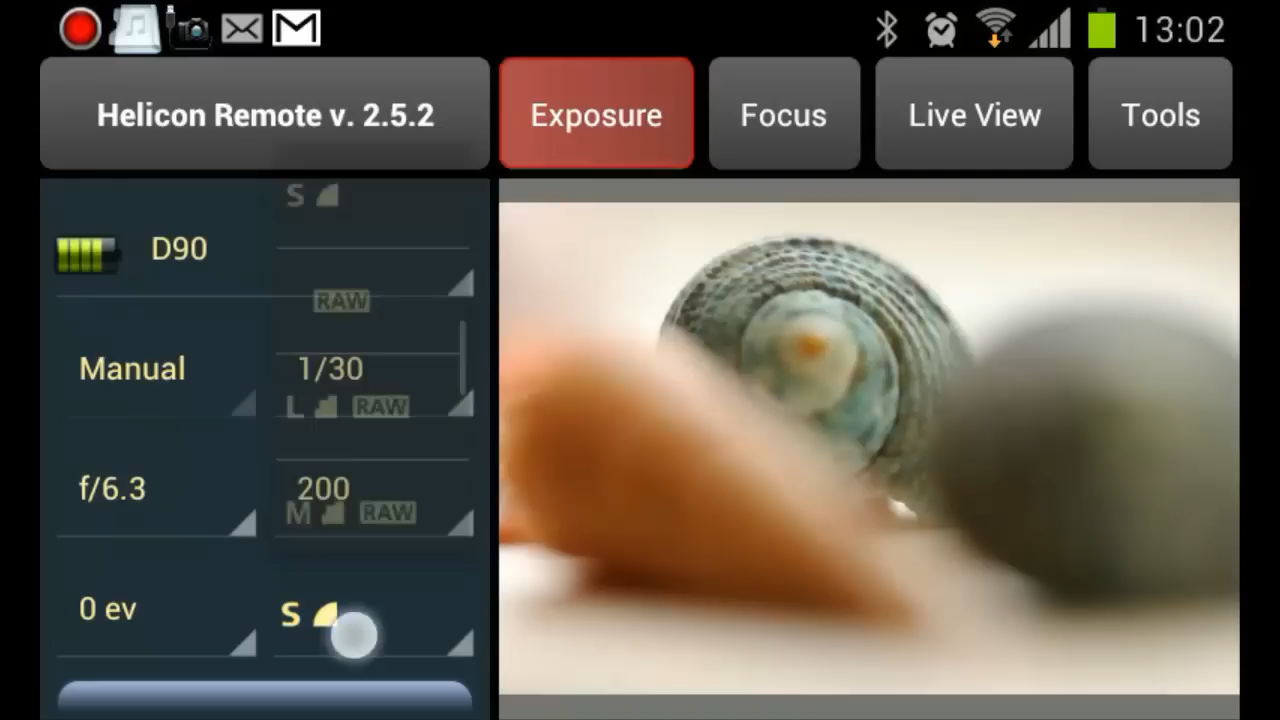 13:02
Helicon Remote v. 2.5.2
Exposure
Focus
Live View
Tools
S
D90
RAW
Manual
1/30
L RAW
f/6.3
200
M RAW
0 ev
S